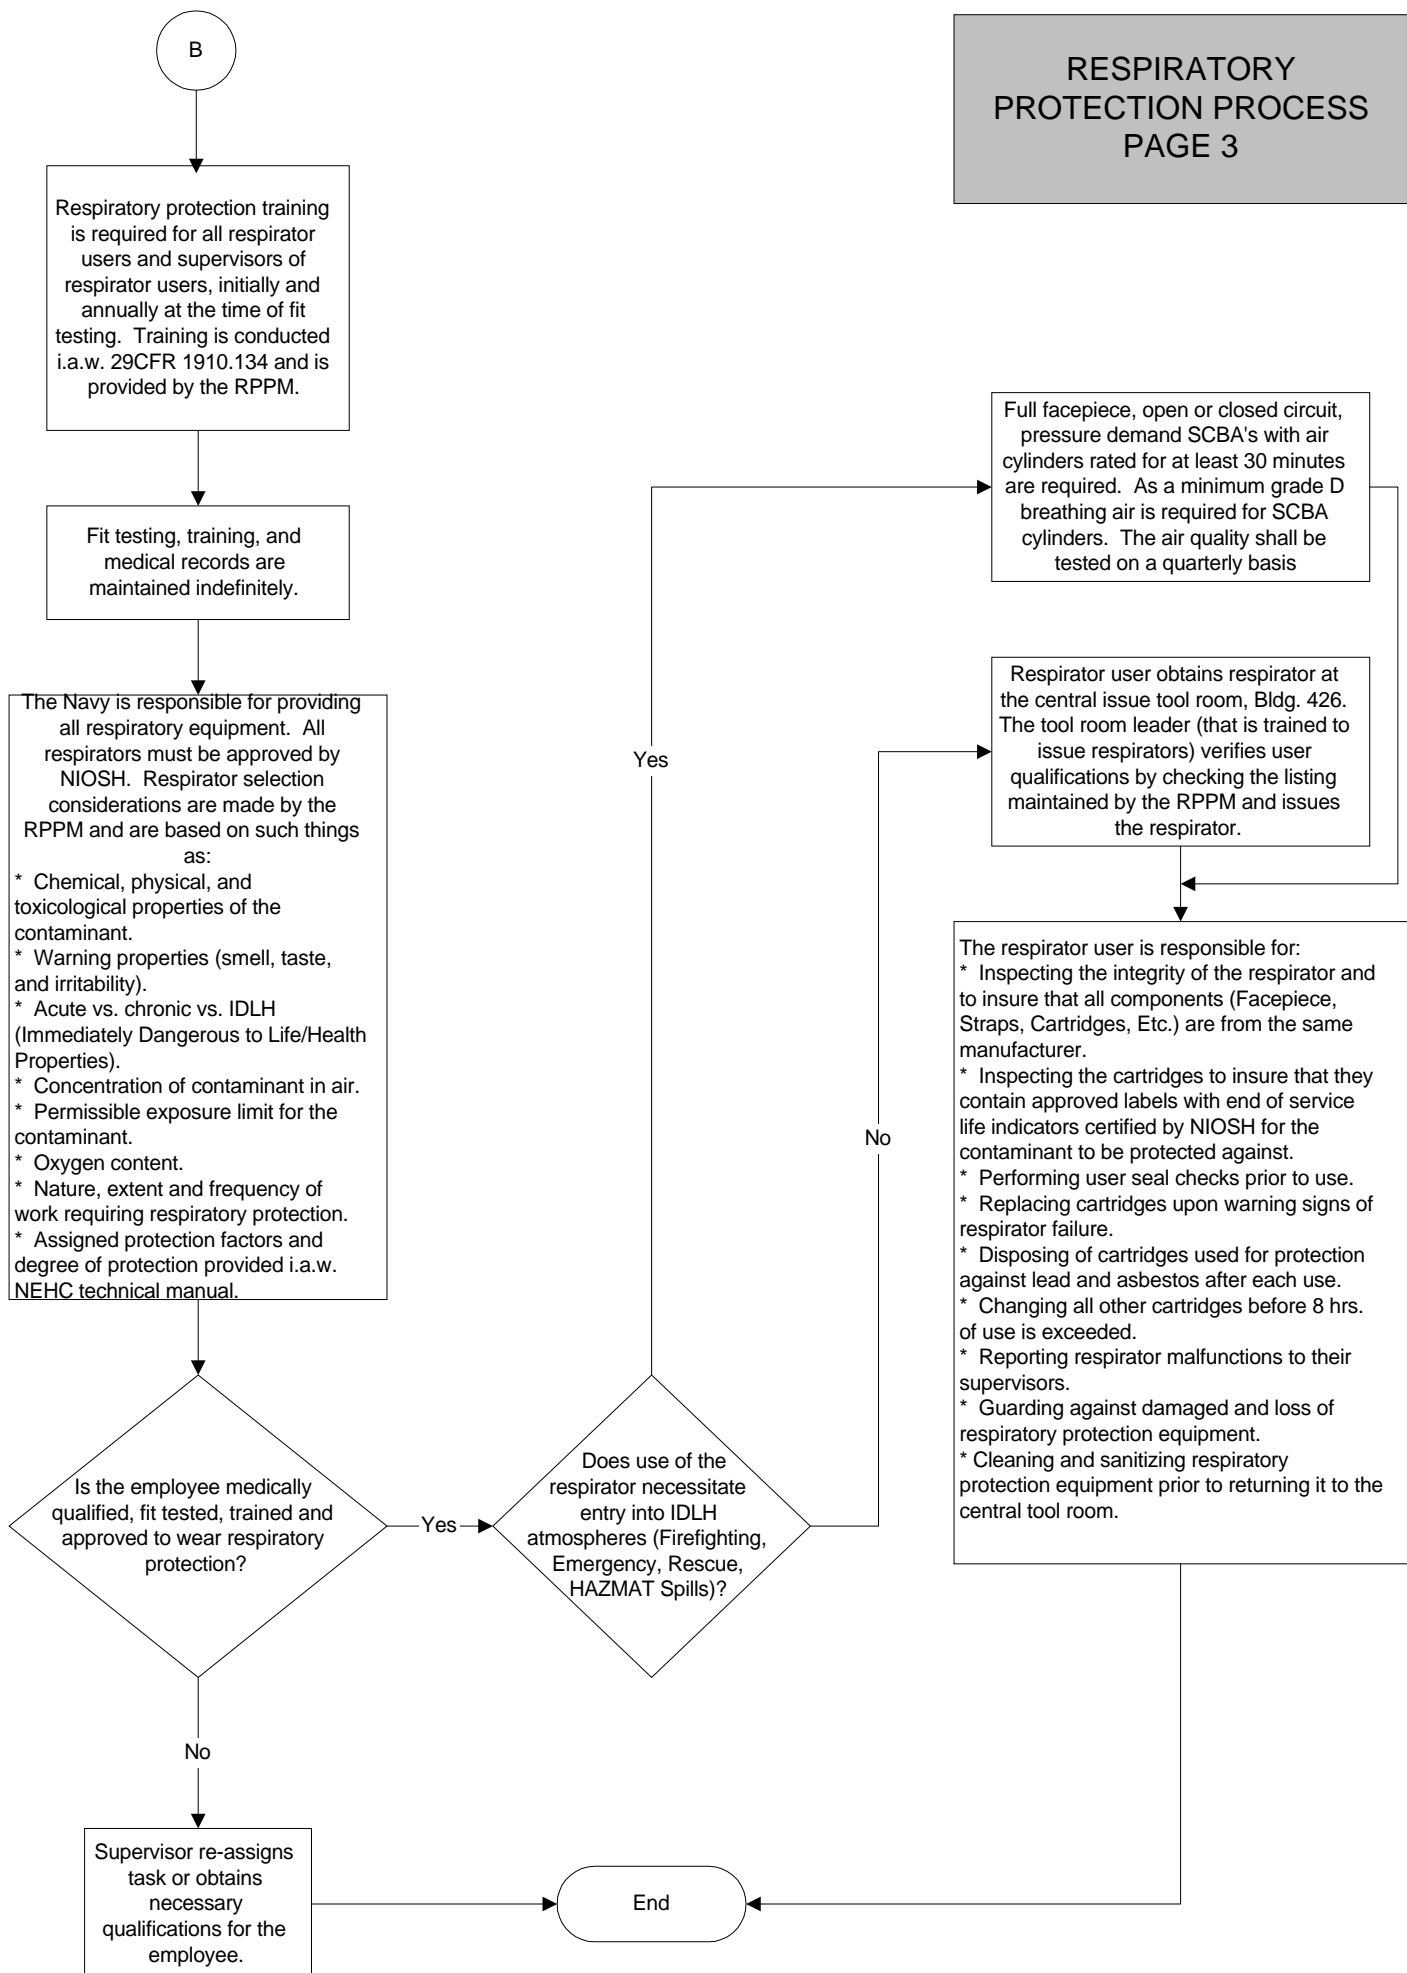 B
RESPIRATORY
PROTECTION PROCESS
PAGE 3
Respiratory protection training
is required for all respirator
users and supervisors of
respirator users, initially and
annually at the time of fit
testing.  Training is conducted
i.a.w. 29CFR 1910.134 and is
provided by the RPPM.
Fit testing, training, and
medical records are
maintained indefinitely.
The Navy is responsible for providing
all respiratory equipment.  All
respirators must be approved by
NIOSH.  Respirator selection
considerations are made by the
RPPM and are based on such things
as:
*  Chemical, physical, and
toxicological properties of the
contaminant.
*  Warning properties (smell, taste,
and irritability).
*  Acute vs. chronic vs. IDLH
(Immediately Dangerous to Life/Health
Properties).
*  Concentration of contaminant in air.
*  Permissible exposure limit for the
contaminant.
*  Oxygen content.
*  Nature, extent and frequency of
work requiring respiratory protection.
*  Assigned protection factors and
degree of protection provided i.a.w.
NEHC technical manual.
Is the employee medically
qualified, fit tested, trained and
approved to wear respiratory
protection?
Yes
No
Supervisor re-assigns
task or obtains
necessary
qualifications for the
employee.
Does use of the
respirator necessitate
entry into IDLH
atmospheres (Firefighting,
Emergency, Rescue,
HAZMAT Spills)?
Yes
No
Full facepiece, open or closed circuit,
pressure demand SCBA's with air
cylinders rated for at least 30 minutes
are required.  As a minimum grade D
breathing air is required for SCBA
cylinders.  The air quality shall be
tested on a quarterly basis
Respirator user obtains respirator at
the central issue tool room, Bldg. 426.
The tool room leader (that is trained to
issue respirators) verifies user
qualifications by checking the listing
maintained by the RPPM and issues
the respirator.
The respirator user is responsible for:
*  Inspecting the integrity of the respirator and
to insure that all components (Facepiece,
Straps, Cartridges, Etc.) are from the same
manufacturer.
*  Inspecting the cartridges to insure that they
contain approved labels with end of service
life indicators certified by NIOSH for the
contaminant to be protected against.
*  Performing user seal checks prior to use.
*  Replacing cartridges upon warning signs of
respirator failure.
*  Disposing of cartridges used for protection
against lead and asbestos after each use.
*  Changing all other cartridges before 8 hrs.
of use is exceeded.
*  Reporting respirator malfunctions to their
supervisors.
*  Guarding against damaged and loss of
respiratory protection equipment.
* Cleaning and sanitizing respiratory
protection equipment prior to returning it to the
central tool room.
End